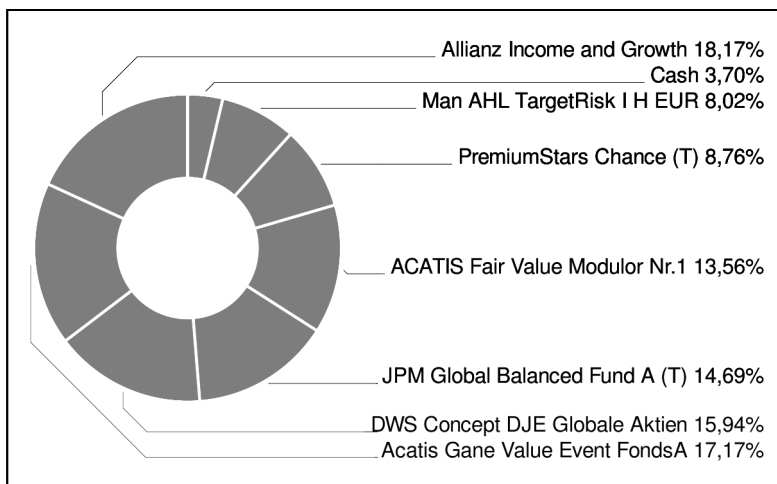 Allianz Income and Growth 18,17%
Cash 3,70%
Man AHL TargetRisk I H EUR 8,02%
PremiumStars Chance (T) 8,76%
ACATIS Fair Value Modulor Nr.1 13,56%
JPM Global Balanced Fund A (T) 14,69%
DWS Concept DJE Globale Aktien 15,94%
Acatis Gane Value Event FondsA 17,17%